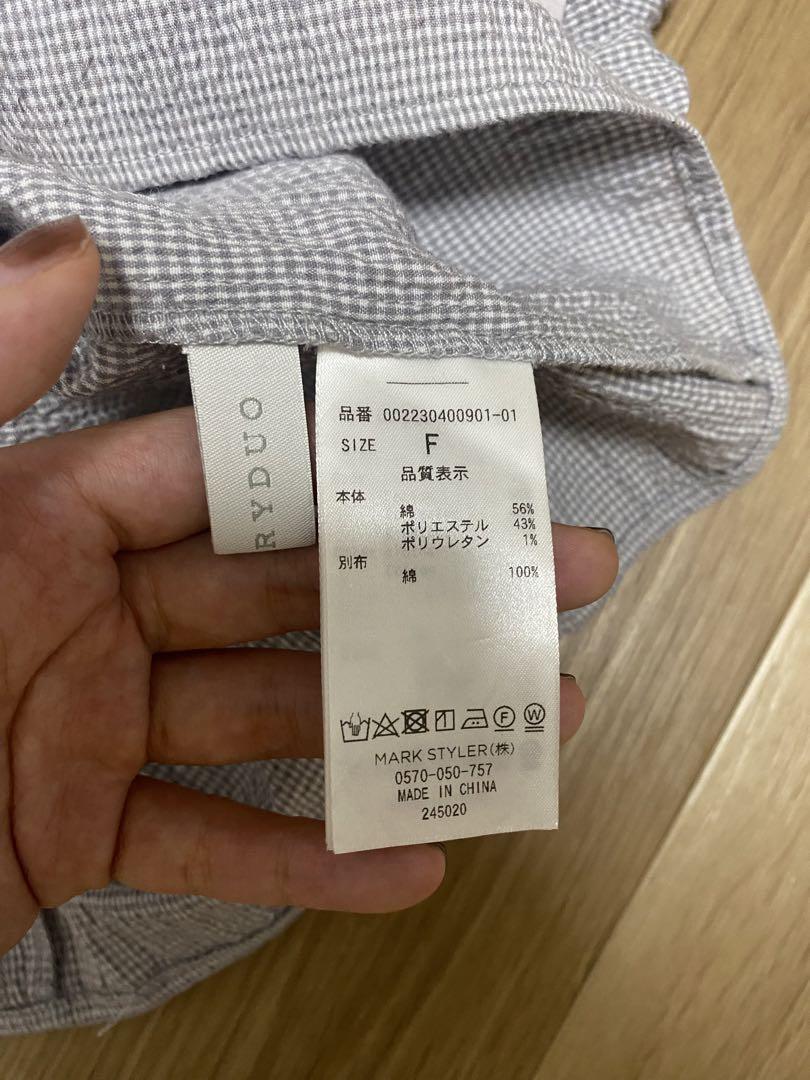 RYDUO
品番 002230400901-01
SIZE F
品質表示
本体
綿 56%
ポリエステル 43%
ポリウレタン 1%
別布
綿 100%
F W
MARK STYLER(株)
0570-050-757
MADE IN CHINA
245020